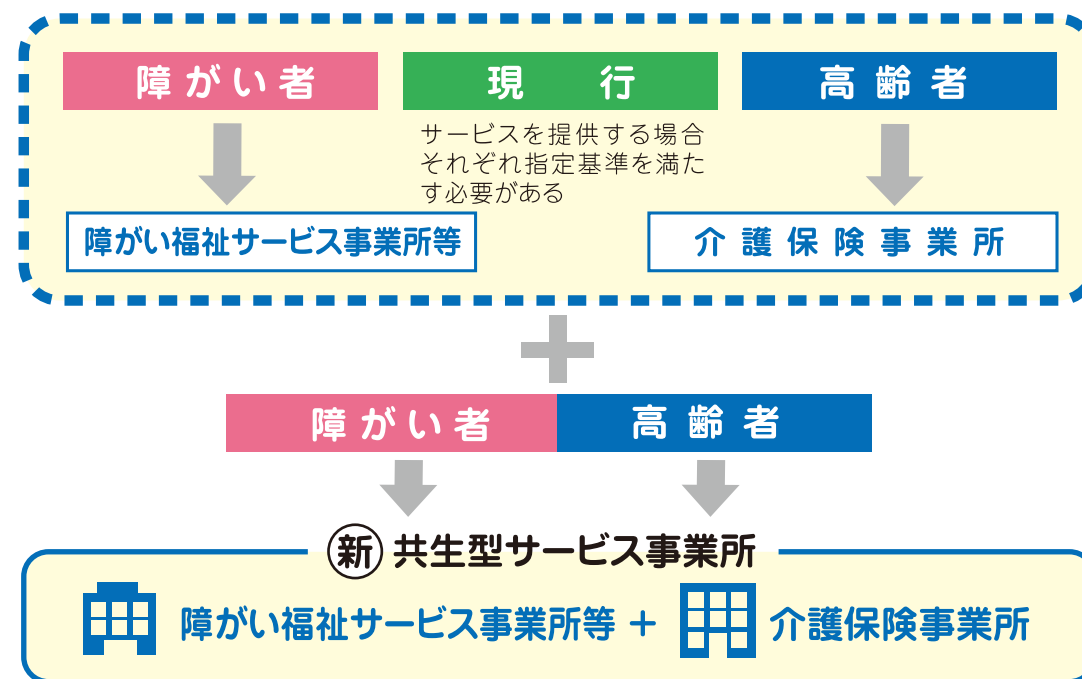 障がい者
現行
高齢者
サービスを提供する場合
それぞれ指定基準を満た
す必要がある
障がい福祉サービス事業所等
介護保険事業所
+
障がい者
高齢者
新 共生型サービス事業所
障がい福祉サービス事業所等 + 介護保険事業所